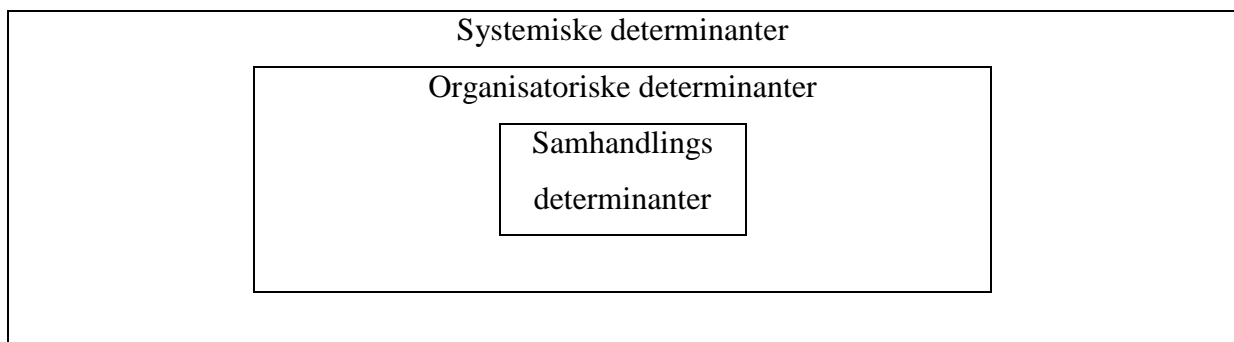 Systemiske determinanter
Organisatoriske determinanter
Samhandlings
determinanter